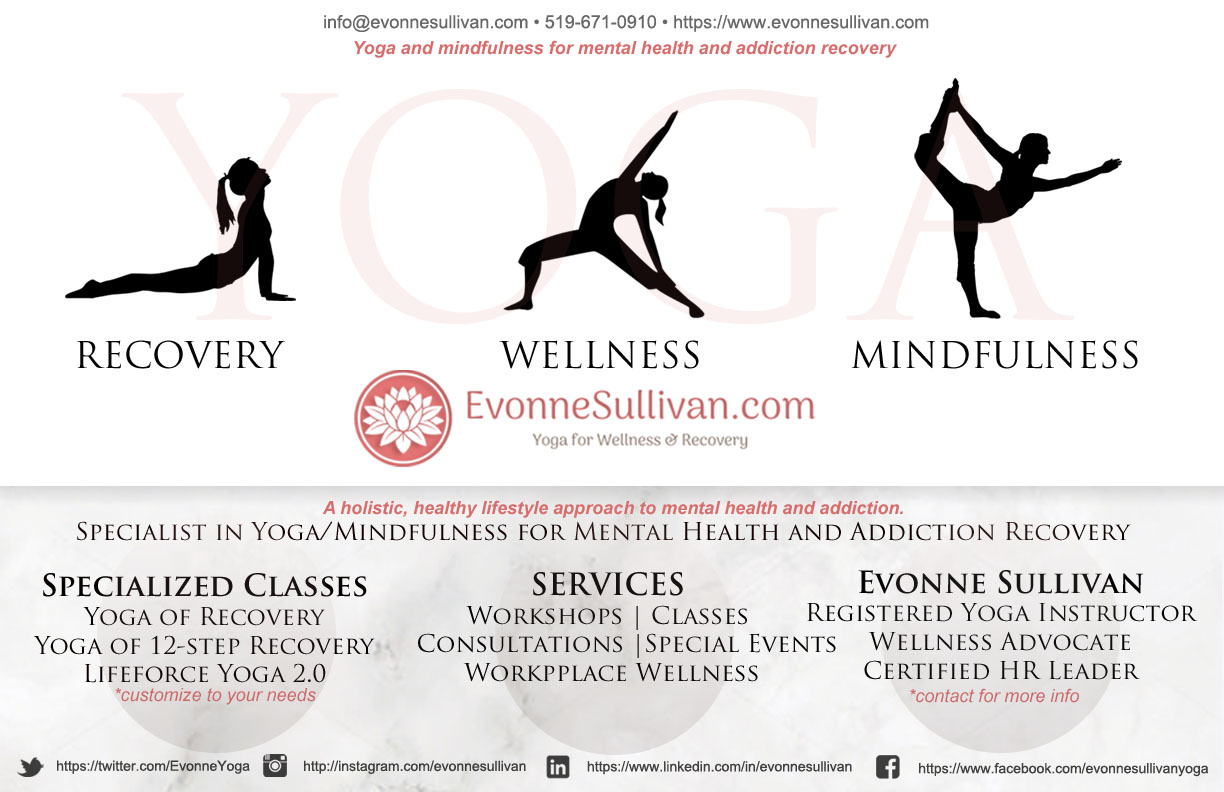 info@evonnesullivan.com • 519-671-0910 • https://www.evonnesullivan.com
Yoga and mindfulness for mental health and addiction recovery
YOGA
RECOVERY
WELLNESS
MINDFULNESS
EvonneSullivan.com
Yoga for Wellness & Recovery
A holistic, healthy lifestyle approach to mental health and addiction.
Specialist in Yoga/Mindfulness for Mental Health and Addiction Recovery
Specialized Classes
Yoga of Recovery
Yoga of 12-step Recovery
Lifeforce Yoga 2.0
*customize to your needs
SERVICES
Workshops | Classes
Consultations |Special Events
Workpplace Wellness
Evonne Sullivan
Registered Yoga Instructor
Wellness Advocate
Certified HR Leader
*contact for more info
https://twitter.com/EvonneYoga
http://instagram.com/evonnesullivan
https://www.linkedin.com/in/evonnesullivan
https://www.facebook.com/evonnesullivanyoga